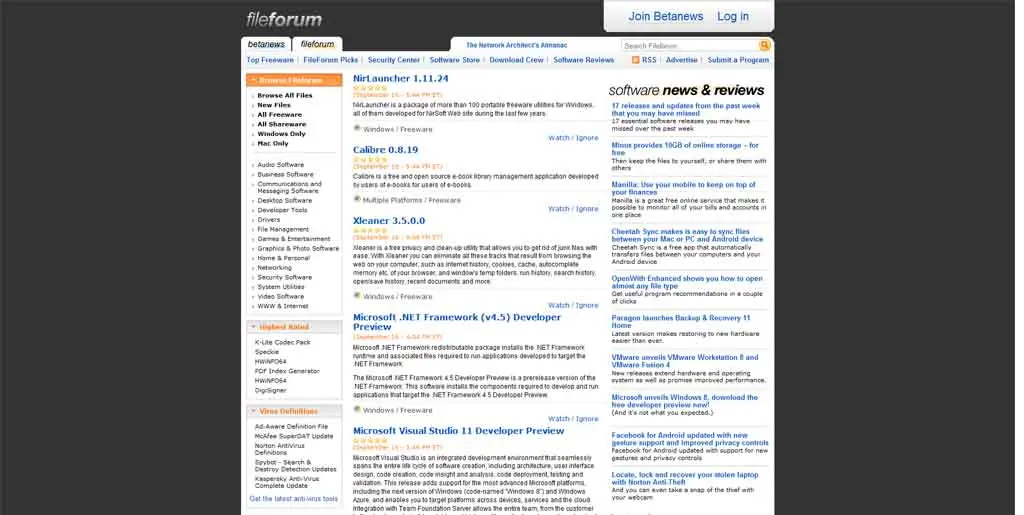 fileforum
Join Betanews
Log in
betanews
fileforum
The Network Architect's Almanac
Search Fileforum
Top Freeware
FileForum Picks
Security Center
Software Store
Download Crew
Software Reviews
RSS
Advertise
Submit a Program
Browse Fileforum
Browse All Files
New Files
All Freeware
All Shareware
Windows Only
Mac Only
Audio Software
Business Software
Communications and
Messaging Software
Desktop Software
Developer Tools
Drivers
File Management
Games & Entertainment
Graphics & Photo Software
Home & Personal
Networking
Security Software
System Utilities
Video Software
WWW & Internet
Highest Rated
K-Lite Codec Pack
Speckie
HWiNFO64
PDF Index Generator
HWiNFO64
DigiSigner
Virus Definitions
Ad-Aware Definition File
McAfee SuperDAT Update
Norton AntiVirus
Definitions
Spybot - Search &
Destroy Detection Updates
Kaspersky Anti-Virus
Complete Update
Get the latest anti-virus tools
NirLauncher 1.11.24
NirLauncher is a package of more than 100 portable freeware utilities for Windows,
all of them developed for NirSoft Web site during the last few years.
Windows / Freeware
Watch / Ignore
Calibre 0.8.19
Calibre is a free and open source e-book library management application developed
by users of e-books for users of e-books.
Multiple Platforms / Freeware
Watch / Ignore
Xleaner 3.5.0.0
Xleaner is a free privacy and clean-up utility that allows you to get rid of junk files with
ease. With Xleaner you can eliminate all these tracks that result from browsing the
web on your computer, such as internet history, cookies, cache, autocomplete
memory etc. of your browser, and window's temp folders, run history, search history,
open/save history, recent documents and more.
Windows / Freeware
Watch / Ignore
Microsoft .NET Framework (v4.5) Developer
Preview
Microsoft .NET Framework redistributable package installs the .NET Framework
runtime and associated files required to run applications developed to target the
.NET Framework.
The Microsoft .NET Framework 4.5 Developer Preview is a prerelease version of the
.NET Framework. This software installs the components required to develop and run
applications that target the .NET Framework 4.5 Developer Preview.
Windows / Freeware
Watch / Ignore
Microsoft Visual Studio 11 Developer Preview
Microsoft Visual Studio is an integrated development environment that seamlessly
spans the entire life cycle of software creation, including architecture, user interface
design, code creation, code insight and analysis, code deployment, testing and
validation. This release adds support for the most advanced Microsoft platforms,
including the next version of Windows (code-named "Windows 8") and Windows
Azure, and enables you to target platforms across devices, services and the cloud
Integration with Team Foundation Server allows the entire team, from the customer
software news & reviews
17 releases and updates from the past week
that you may have missed
17 essential software releases you may have
missed over the past week
Minus provides 10GB of online storage – for
free
Then keep the files to yourself, or share them with
others
Manilla: Use your mobile to keep on top of
your finances
Manilla is a great free online service that makes it
possible to monitor all of your bills and accounts in
one place
Cheetah Sync makes is easy to sync files
between your Mac or PC and Android device
Cheetah Sync is a free app that automatically
transfers files between your computers and your
Android device
OpenWith Enhanced shows you how to open
almost any file type
Get useful program recommendations in a couple
of clicks
Paragon launches Backup & Recovery 11
Home
Latest version makes restoring to new hardware
easier than ever.
VMware unveils VMware Workstation 8 and
VMware Fusion 4
New releases extend hardware and operating
system as well as promise improved performance.
Microsoft unveils Windows 8, download the
free developer preview now!
(And it's not what you expected.)
Facebook for Android updated with new
gesture support and improved privacy controls
Facebook for Android updated with support for new
gestures and privacy controls
Locate, lock and recover your stolen laptop
with Norton Anti-Theft
And you can even take a snap of the thief with
your webcam